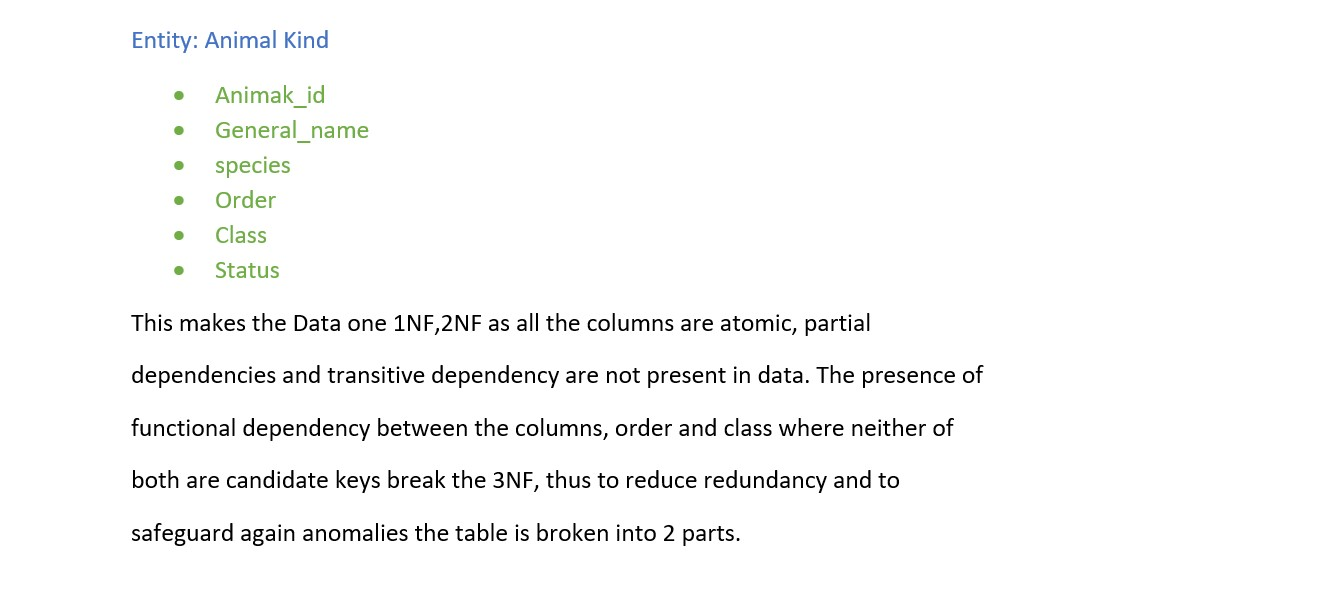 Entity: Animal Kind
• Animak_id
• General_name
• species
• Order
• Class
• Status
This makes the Data one 1NF,2NF as all the columns are atomic, partial
dependencies and transitive dependency are not present in data. The presence of
functional dependency between the columns, order and class where neither of
both are candidate keys break the 3NF, thus to reduce redundancy and to
safeguard again anomalies the table is broken into 2 parts.